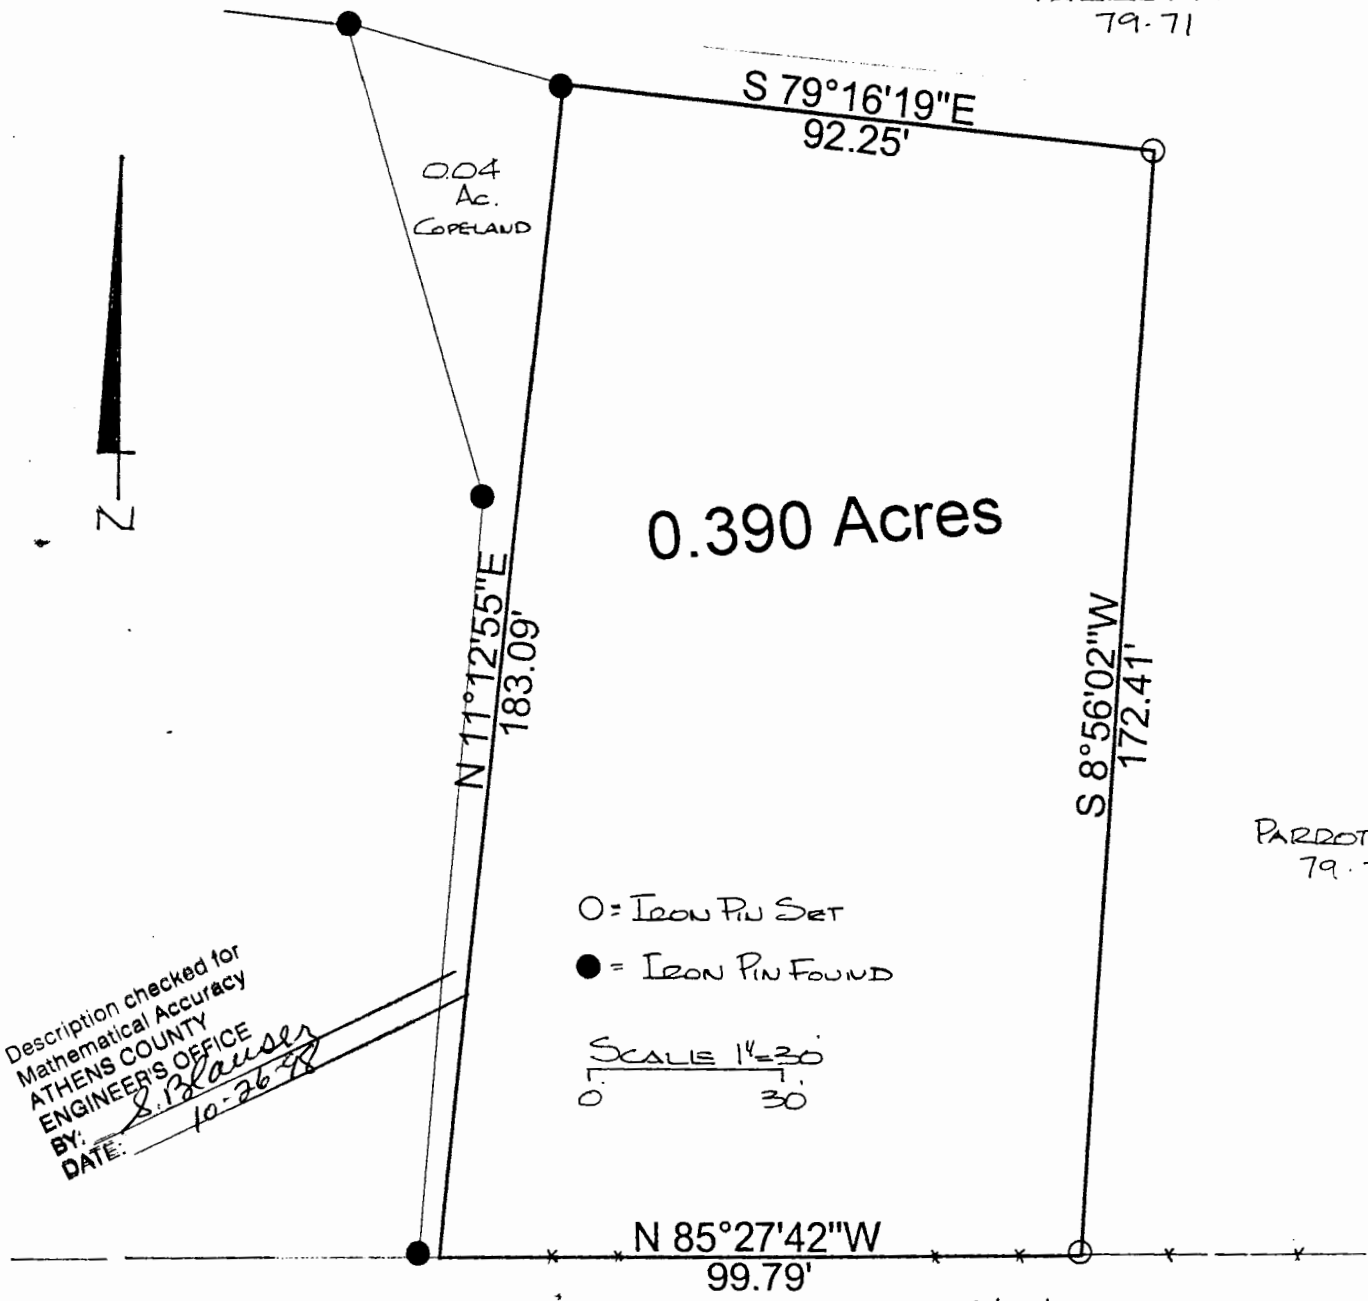 79.71
S 79°16'19"E
92.25'
0.04
Ac.
COPELAND
N
0.390 Acres
N 11°12'55"E
183.09'
S 8°56'02"W
172.41'
PARROT
79.
O = IRON PIN SET
● = IRON PIN FOUND
SCALE 1"=30'
0 30'
Description checked for
Mathematical Accuracy
ATHENS COUNTY
ENGINEER'S OFFICE
BY: S. Blauser
DATE: 10-26-98
N 85°27'42"W
99.79'